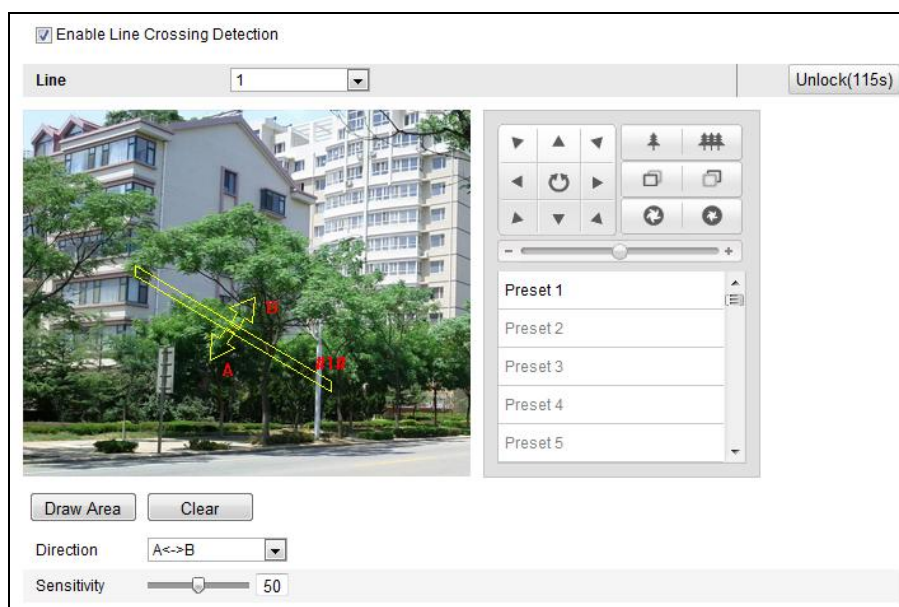 Enable Line Crossing Detection
Line 1 Unlock(115s)
B
A
#1#
Preset 1
Preset 2
Preset 3
Preset 4
Preset 5
Draw Area Clear
Direction A<->B
Sensitivity 50